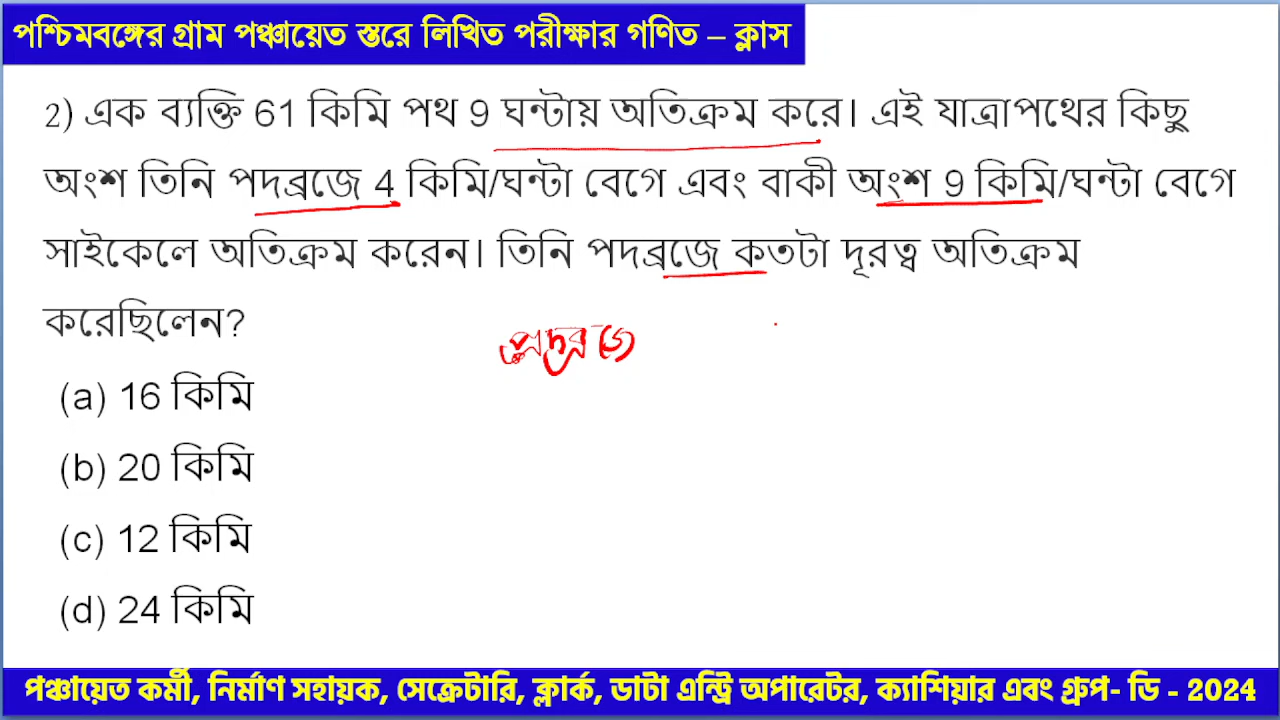 পশ্চিমবঙ্গের গ্রাম পঞ্চায়েত স্তরে লিখিত পরীক্ষার গণিত – ক্লাস
2) এক ব্যক্তি 61 কিমি পথ 9 ঘন্টায় অতিক্রম করে। এই যাত্রাপথের কিছু
অংশ তিনি পদব্রজে 4 কিমি/ঘন্টা বেগে এবং বাকী অংশ 9 কিমি/ঘন্টা বেগে
সাইকেলে অতিক্রম করেন। তিনি পদব্রজে কতটা দূরত্ব অতিক্রম
করেছিলেন?
পদব্রজে
(a) 16 কিমি
(b) 20 কিমি
(c) 12 কিমি
(d) 24 কিমি
পঞ্চায়েত কর্মী, নির্মাণ সহায়ক, সেক্রেটারি, ক্লার্ক, ডাটা এন্ট্রি অপারেটর, ক্যাশিয়ার এবং গ্রুপ- ডি - 2024